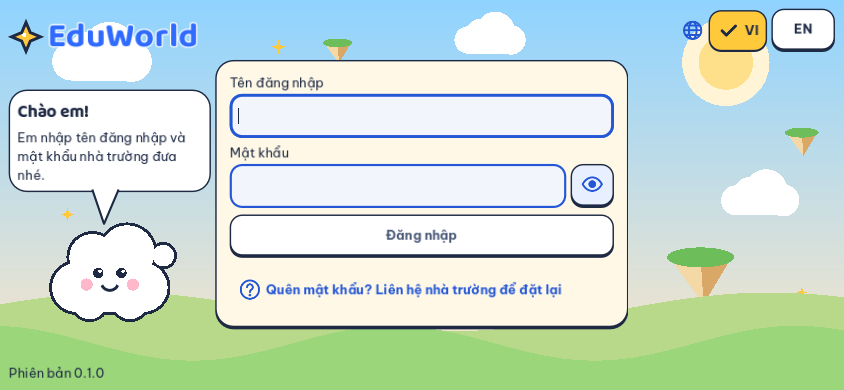 EduWorld
VI
EN
Chào em!
Em nhập tên đăng nhập và
mật khẩu nhà trường đưa
nhé.
Tên đăng nhập
Mật khẩu
Đăng nhập
Quên mật khẩu? Liên hệ nhà trường để đặt lại
Phiên bản 0.1.0